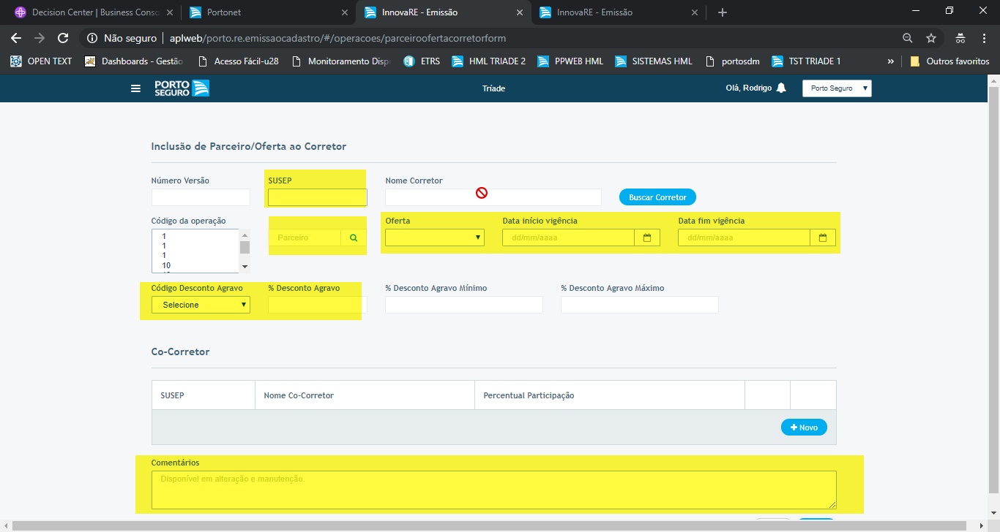 Decision Center | Business Conso
Portonet
InnovaRE - Emissão
InnovaRE - Emissão
Não seguro | aplweb/porto.re.emissaocadastro/#/operacoes/parceiroofertacorretorform
OPEN TEXT
Dashboards - Gestão
Acesso Fácil-u28
Monitoramento Dispo
ETRS
HML TRIADE 2
PPWEB HML
SISTEMAS HML
portosdm
TST TRIADE 1
»
Outros favoritos
PORTO
SEGURO
Tríade
Olá, Rodrigo
Porto Seguro
Inclusão de Parceiro/Oferta ao Corretor
Número Versão
SUSEP
Nome Corretor
Buscar Corretor
Código da operação
1
1
1
10
Parceiro
Oferta
Data início vigência
dd/mm/aaaa
Data fim vigência
dd/mm/aaaa
Código Desconto Agravo
Selecione
% Desconto Agravo
% Desconto Agravo Mínimo
% Desconto Agravo Máximo
Co-Corretor
SUSEP
Nome Co-Corretor
Percentual Participação
+ Novo
Comentários
Disponível em alteração e manutenção.